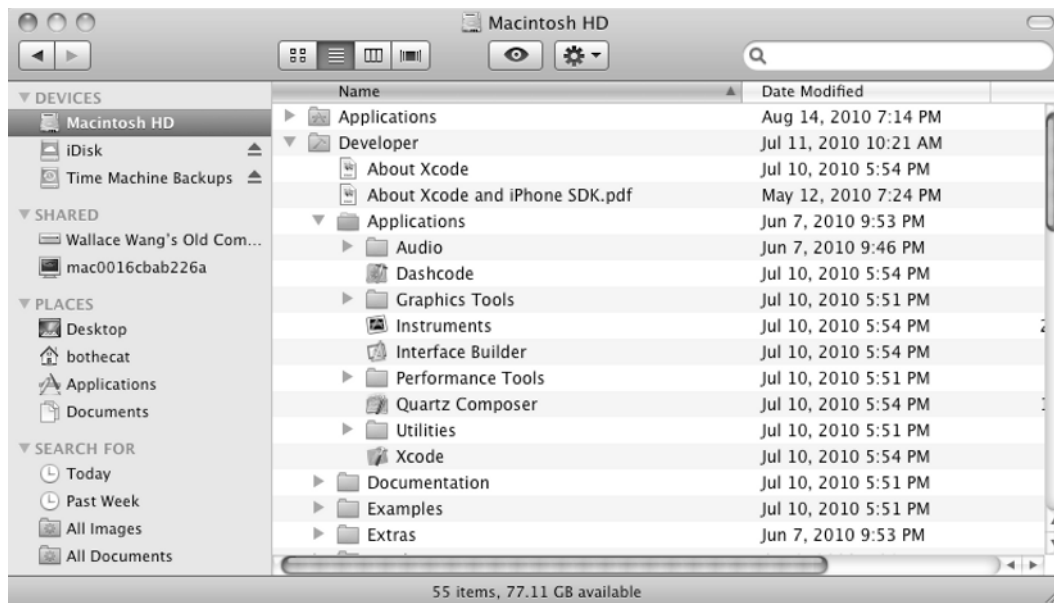 Macintosh HD
Name Date Modified
DEVICES
Macintosh HD
iDisk
Time Machine Backups
SHARED
Wallace Wang's Old Com...
mac0016cbab226a
PLACES
Desktop
bothecat
Applications
Documents
SEARCH FOR
Today
Past Week
All Images
All Documents
Applications Aug 14, 2010 7:14 PM
Developer Jul 11, 2010 10:21 AM
About Xcode Jul 10, 2010 5:54 PM
About Xcode and iPhone SDK.pdf May 12, 2010 7:24 PM
Applications Jun 7, 2010 9:53 PM
Audio Jun 7, 2010 9:46 PM
Dashcode Jul 10, 2010 5:54 PM
Graphics Tools Jul 10, 2010 5:51 PM
Instruments Jul 10, 2010 5:54 PM
Interface Builder Jul 10, 2010 5:54 PM
Performance Tools Jul 10, 2010 5:51 PM
Quartz Composer Jul 10, 2010 5:54 PM
Utilities Jul 10, 2010 5:51 PM
Xcode Jul 10, 2010 5:54 PM
Documentation Jul 10, 2010 5:51 PM
Examples Jul 10, 2010 5:51 PM
Extras Jun 7, 2010 9:53 PM
55 items, 77.11 GB available